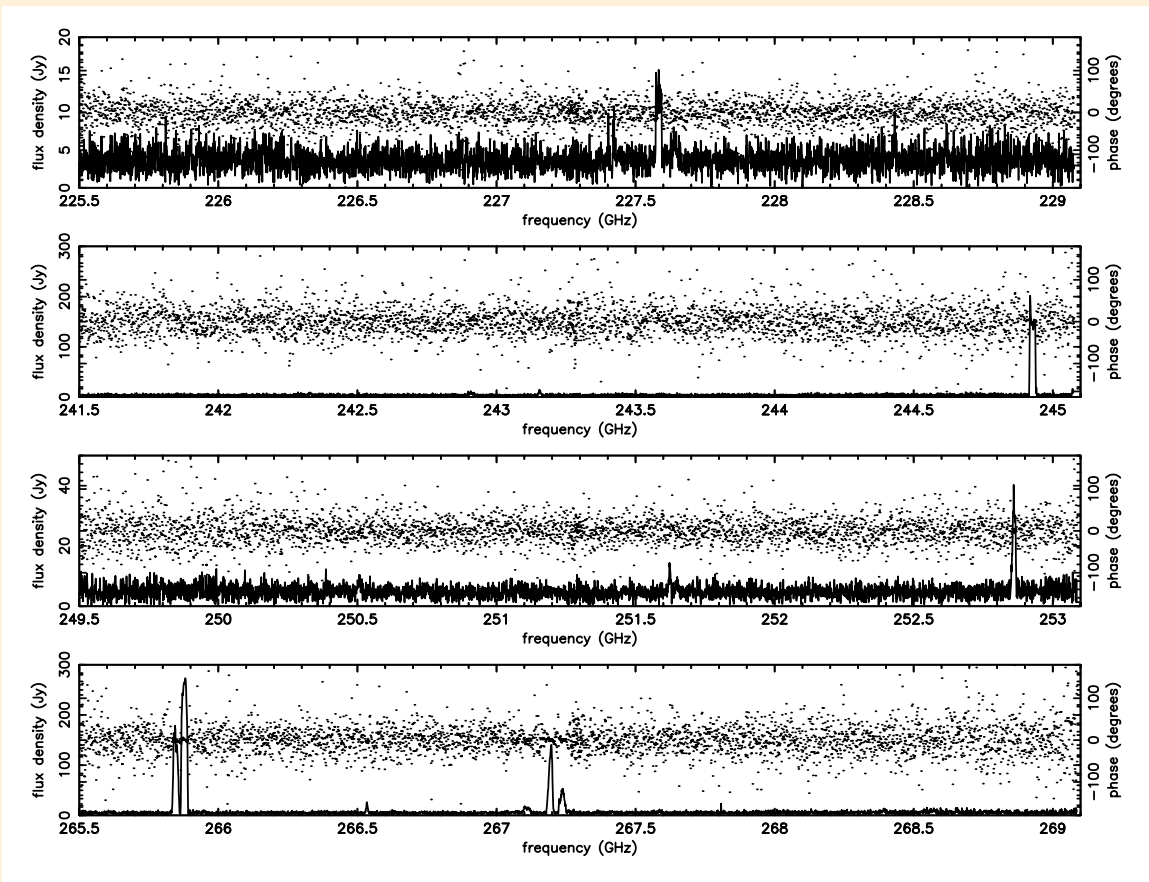 20
15
10
5
0
flux density (Jy)
100
0
−100
phase (degrees)
225.5 226 226.5 227 227.5 228 228.5 229
frequency (GHz)
300
200
100
0
flux density (Jy)
100
0
−100
phase (degrees)
241.5 242 242.5 243 243.5 244 244.5 245
frequency (GHz)
40
20
0
flux density (Jy)
100
0
−100
phase (degrees)
249.5 250 250.5 251 251.5 252 252.5 253
frequency (GHz)
300
200
100
0
flux density (Jy)
100
0
−100
phase (degrees)
265.5 266 266.5 267 267.5 268 268.5 269
frequency (GHz)